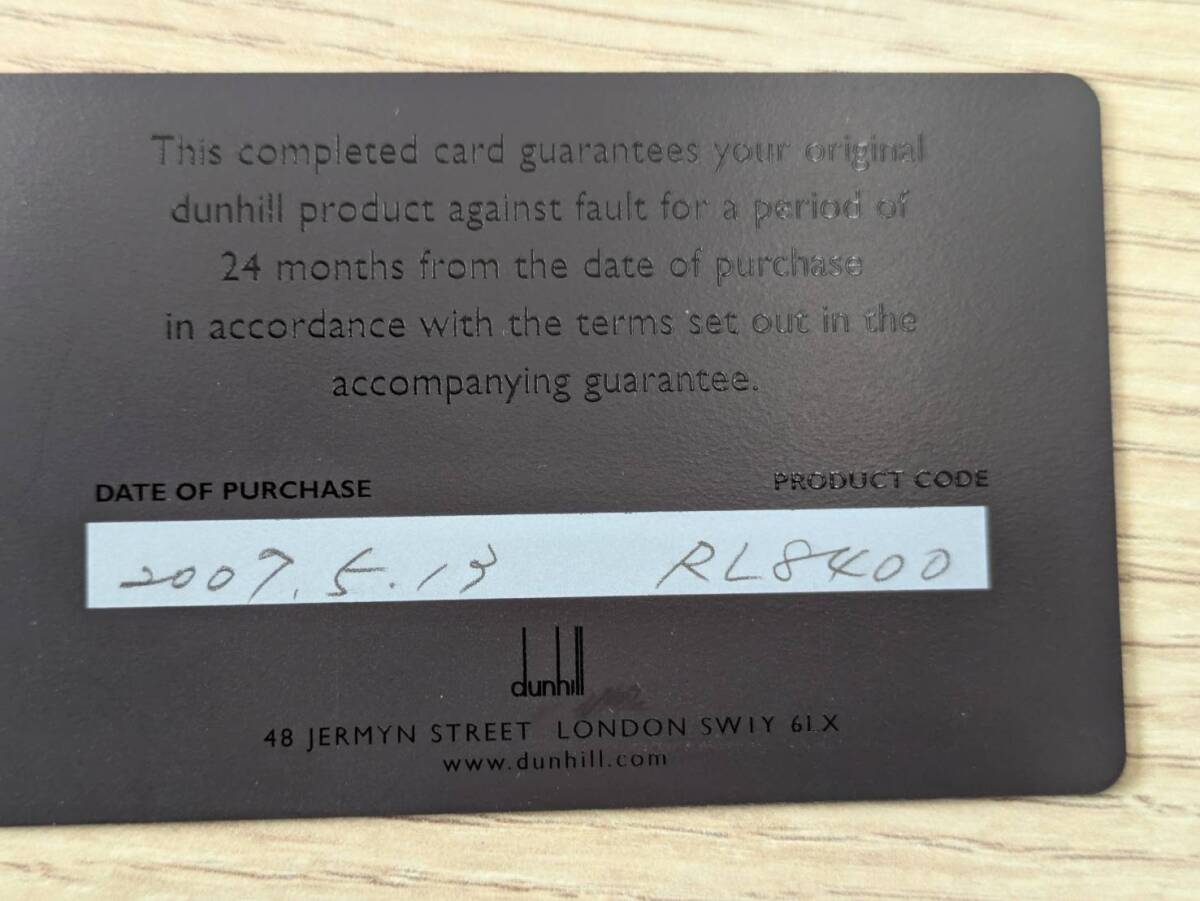 This completed card guarantees your original
dunhill product against fault for a period of
24 months from the date of purchase
in accordance with the terms set out in the
accompanying guarantee.
DATE OF PURCHASE PRODUCT CODE
2007.5.13 RL8400
dunhill
48 JERMYN STREET LONDON SW1Y 6LX
www.dunhill.com